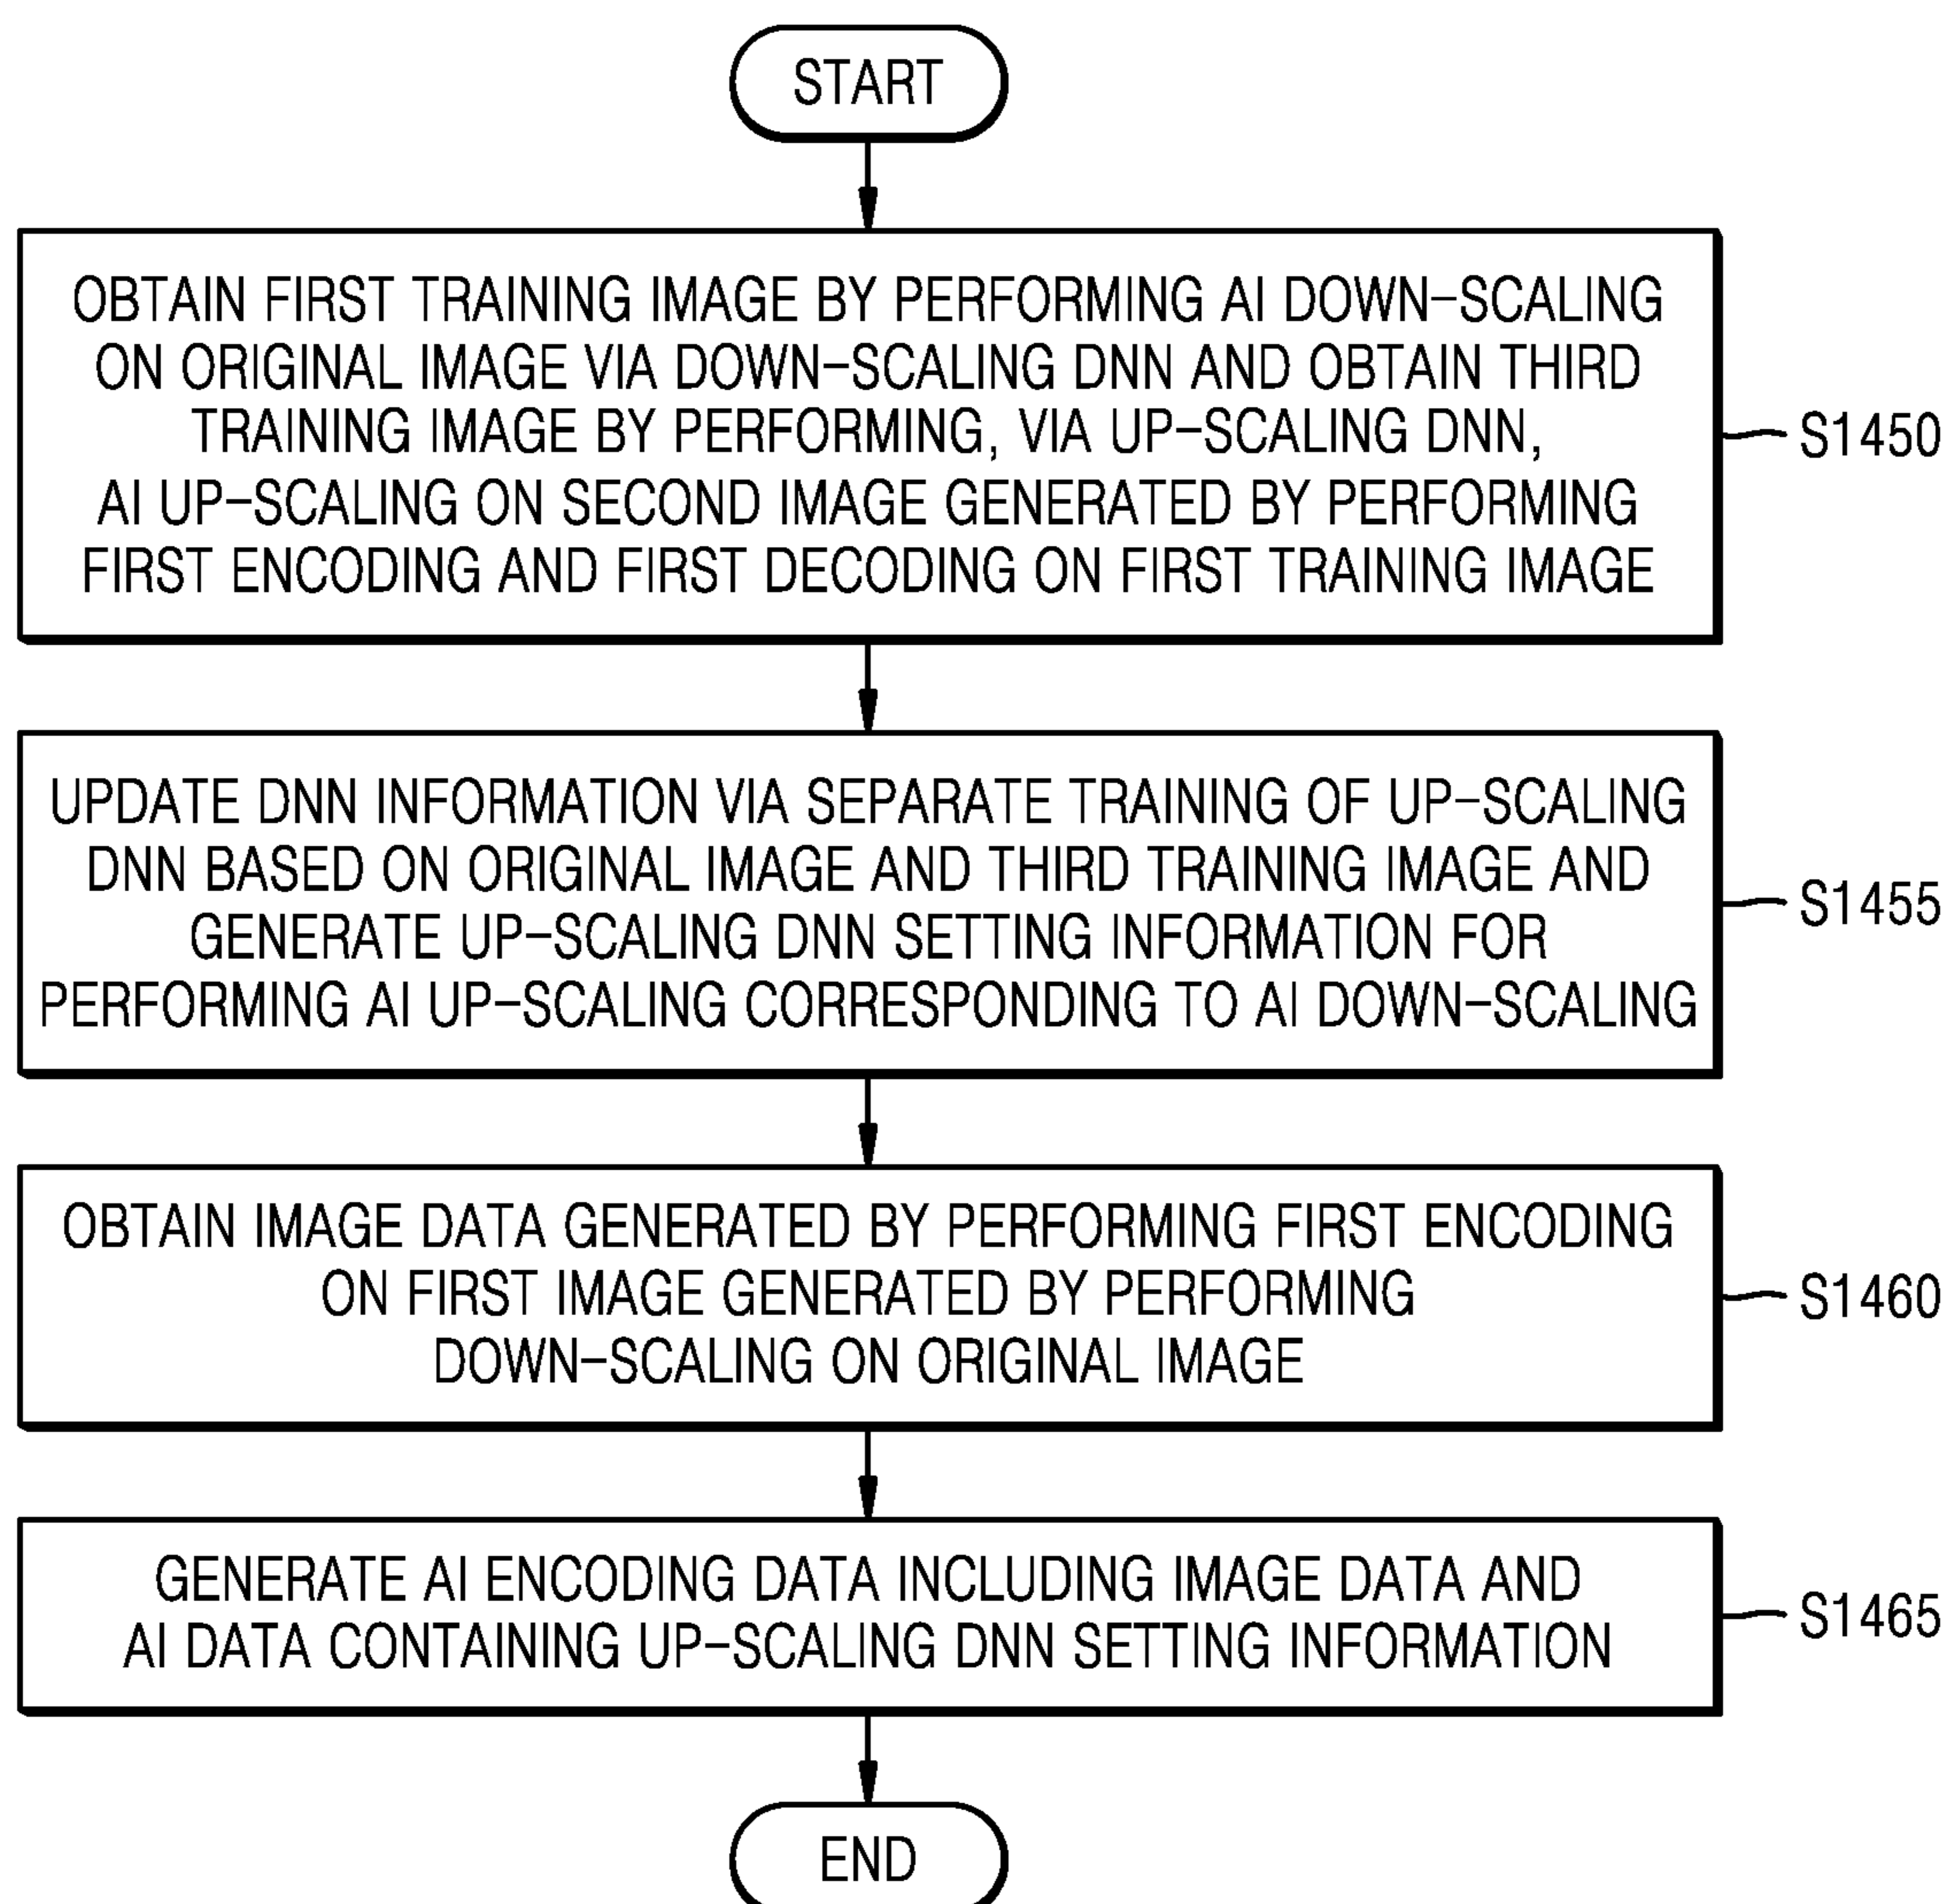 START
OBTAIN FIRST TRAINING IMAGE BY PERFORMING AI DOWN-SCALING
ON ORIGINAL IMAGE VIA DOWN-SCALING DNN AND OBTAIN THIRD
TRAINING IMAGE BY PERFORMING, VIA UP-SCALING DNN,
AI UP-SCALING ON SECOND IMAGE GENERATED BY PERFORMING
FIRST ENCODING AND FIRST DECODING ON FIRST TRAINING IMAGE
S1450
UPDATE DNN INFORMATION VIA SEPARATE TRAINING OF UP-SCALING
DNN BASED ON ORIGINAL IMAGE AND THIRD TRAINING IMAGE AND
GENERATE UP-SCALING DNN SETTING INFORMATION FOR
PERFORMING AI UP-SCALING CORRESPONDING TO AI DOWN-SCALING
S1455
OBTAIN IMAGE DATA GENERATED BY PERFORMING FIRST ENCODING
ON FIRST IMAGE GENERATED BY PERFORMING
DOWN-SCALING ON ORIGINAL IMAGE
S1460
GENERATE AI ENCODING DATA INCLUDING IMAGE DATA AND
AI DATA CONTAINING UP-SCALING DNN SETTING INFORMATION
S1465
END